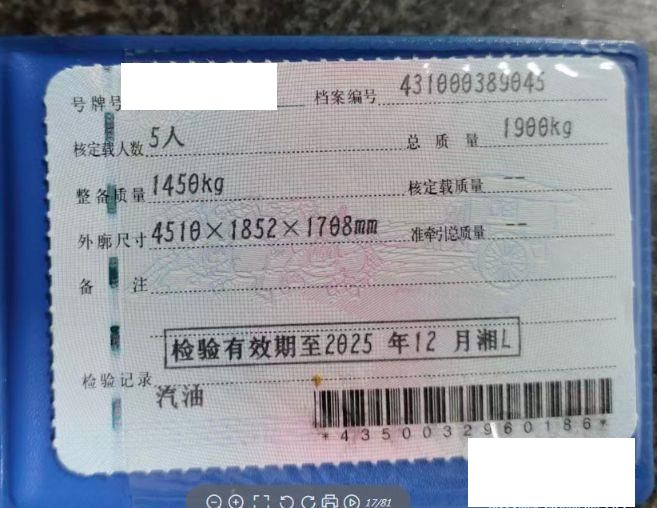 号牌号 档案编号 431000389045
核定载人数 5人 总质量 1900kg
整备质量 1450kg 核定载质量 --
外廓尺寸 4510×1852×1708mm 准牵引总质量 --
备注
检验有效期至2025年12月湘L
检验记录
汽油
*4350032960186*
17/81